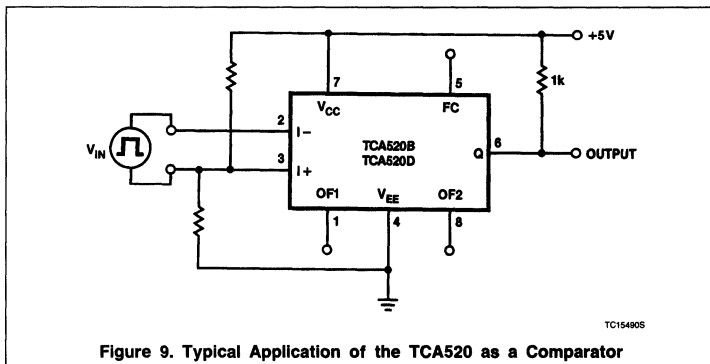 +5V
1k
7
5
V_CC
FC
2
I−
V_IN
TCA520B
6
3
TCA520D
Q
OUTPUT
I+
OF1
V_EE
OF2
1
4
8
TC15490S
Figure 9. Typical Application of the TCA520 as a Comparator